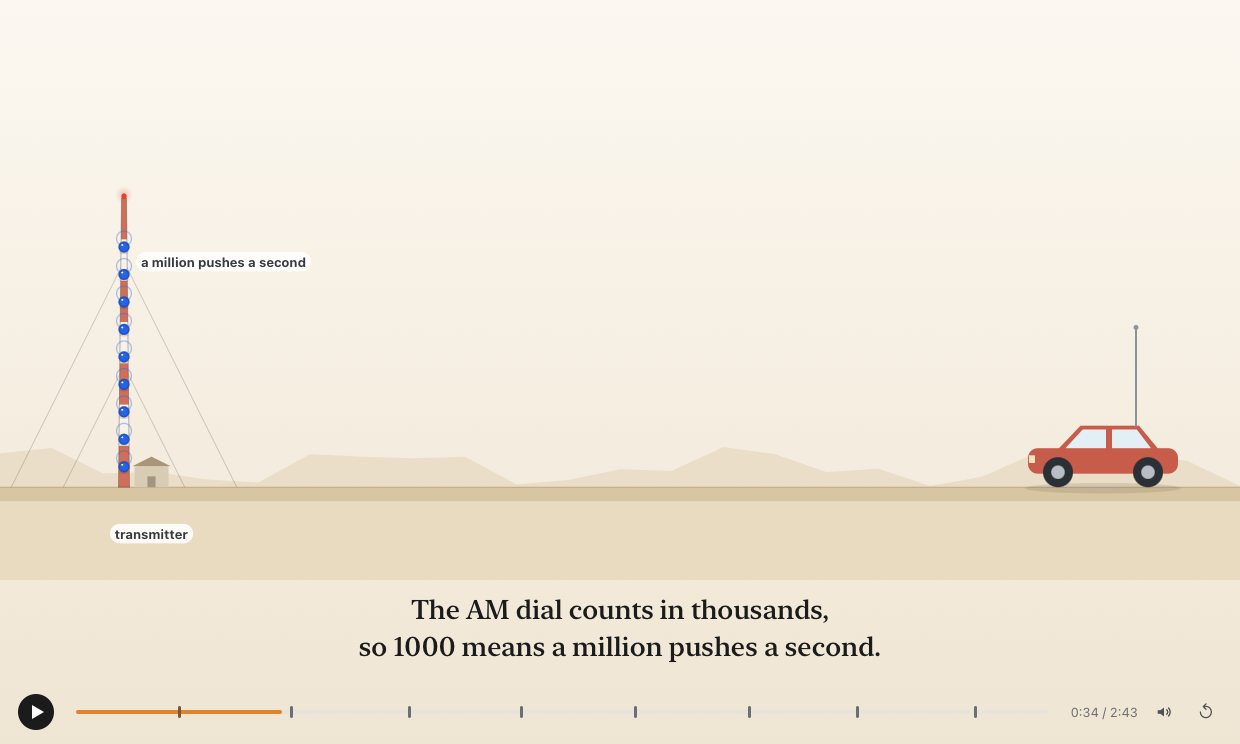 a million pushes a second
transmitter
The AM dial counts in thousands,
so 1000 means a million pushes a second.
0:34 / 2:43